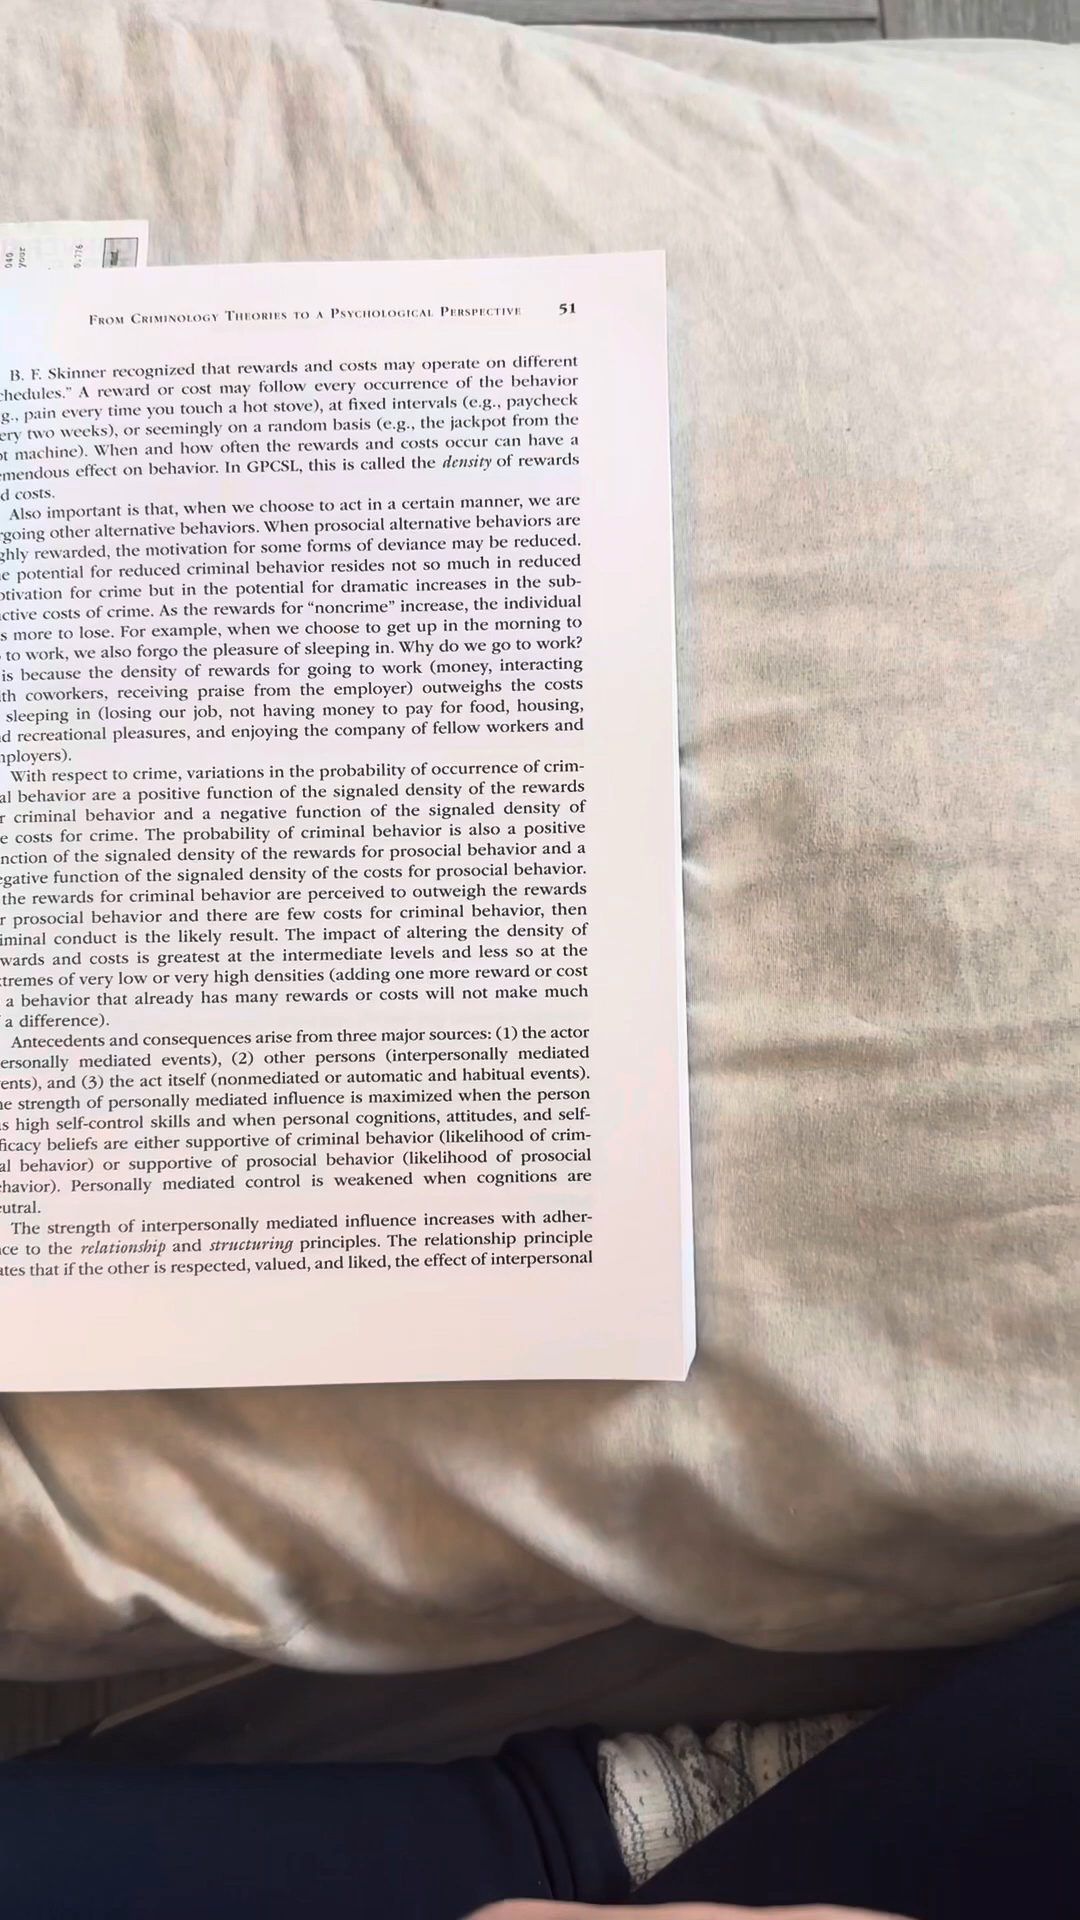 040
your
0.776
FROM CRIMINOLOGY THEORIES TO A PSYCHOLOGICAL PERSPECTIVE 51
B. F. Skinner recognized that rewards and costs may operate on different
chedules.” A reward or cost may follow every occurrence of the behavior
g., pain every time you touch a hot stove), at fixed intervals (e.g., paycheck
ery two weeks), or seemingly on a random basis (e.g., the jackpot from the
ot machine). When and how often the rewards and costs occur can have a
emendous effect on behavior. In GPCSL, this is called the density of rewards
d costs.
Also important is that, when we choose to act in a certain manner, we are
rgoing other alternative behaviors. When prosocial alternative behaviors are
ghly rewarded, the motivation for some forms of deviance may be reduced.
e potential for reduced criminal behavior resides not so much in reduced
otivation for crime but in the potential for dramatic increases in the sub-
ective costs of crime. As the rewards for “noncrime” increase, the individual
s more to lose. For example, when we choose to get up in the morning to
to work, we also forgo the pleasure of sleeping in. Why do we go to work?
is because the density of rewards for going to work (money, interacting
ith coworkers, receiving praise from the employer) outweighs the costs
sleeping in (losing our job, not having money to pay for food, housing,
d recreational pleasures, and enjoying the company of fellow workers and
mployers).
With respect to crime, variations in the probability of occurrence of crim-
al behavior are a positive function of the signaled density of the rewards
r criminal behavior and a negative function of the signaled density of
e costs for crime. The probability of criminal behavior is also a positive
nction of the signaled density of the rewards for prosocial behavior and a
egative function of the signaled density of the costs for prosocial behavior.
the rewards for criminal behavior are perceived to outweigh the rewards
r prosocial behavior and there are few costs for criminal behavior, then
iminal conduct is the likely result. The impact of altering the density of
wards and costs is greatest at the intermediate levels and less so at the
tremes of very low or very high densities (adding one more reward or cost
a behavior that already has many rewards or costs will not make much
a difference).
Antecedents and consequences arise from three major sources: (1) the actor
ersonally mediated events), (2) other persons (interpersonally mediated
ents), and (3) the act itself (nonmediated or automatic and habitual events).
he strength of personally mediated influence is maximized when the person
s high self-control skills and when personal cognitions, attitudes, and self-
ficacy beliefs are either supportive of criminal behavior (likelihood of crim-
al behavior) or supportive of prosocial behavior (likelihood of prosocial
havior). Personally mediated control is weakened when cognitions are
eutral.
The strength of interpersonally mediated influence increases with adher-
ce to the relationship and structuring principles. The relationship principle
ates that if the other is respected, valued, and liked, the effect of interpersonal